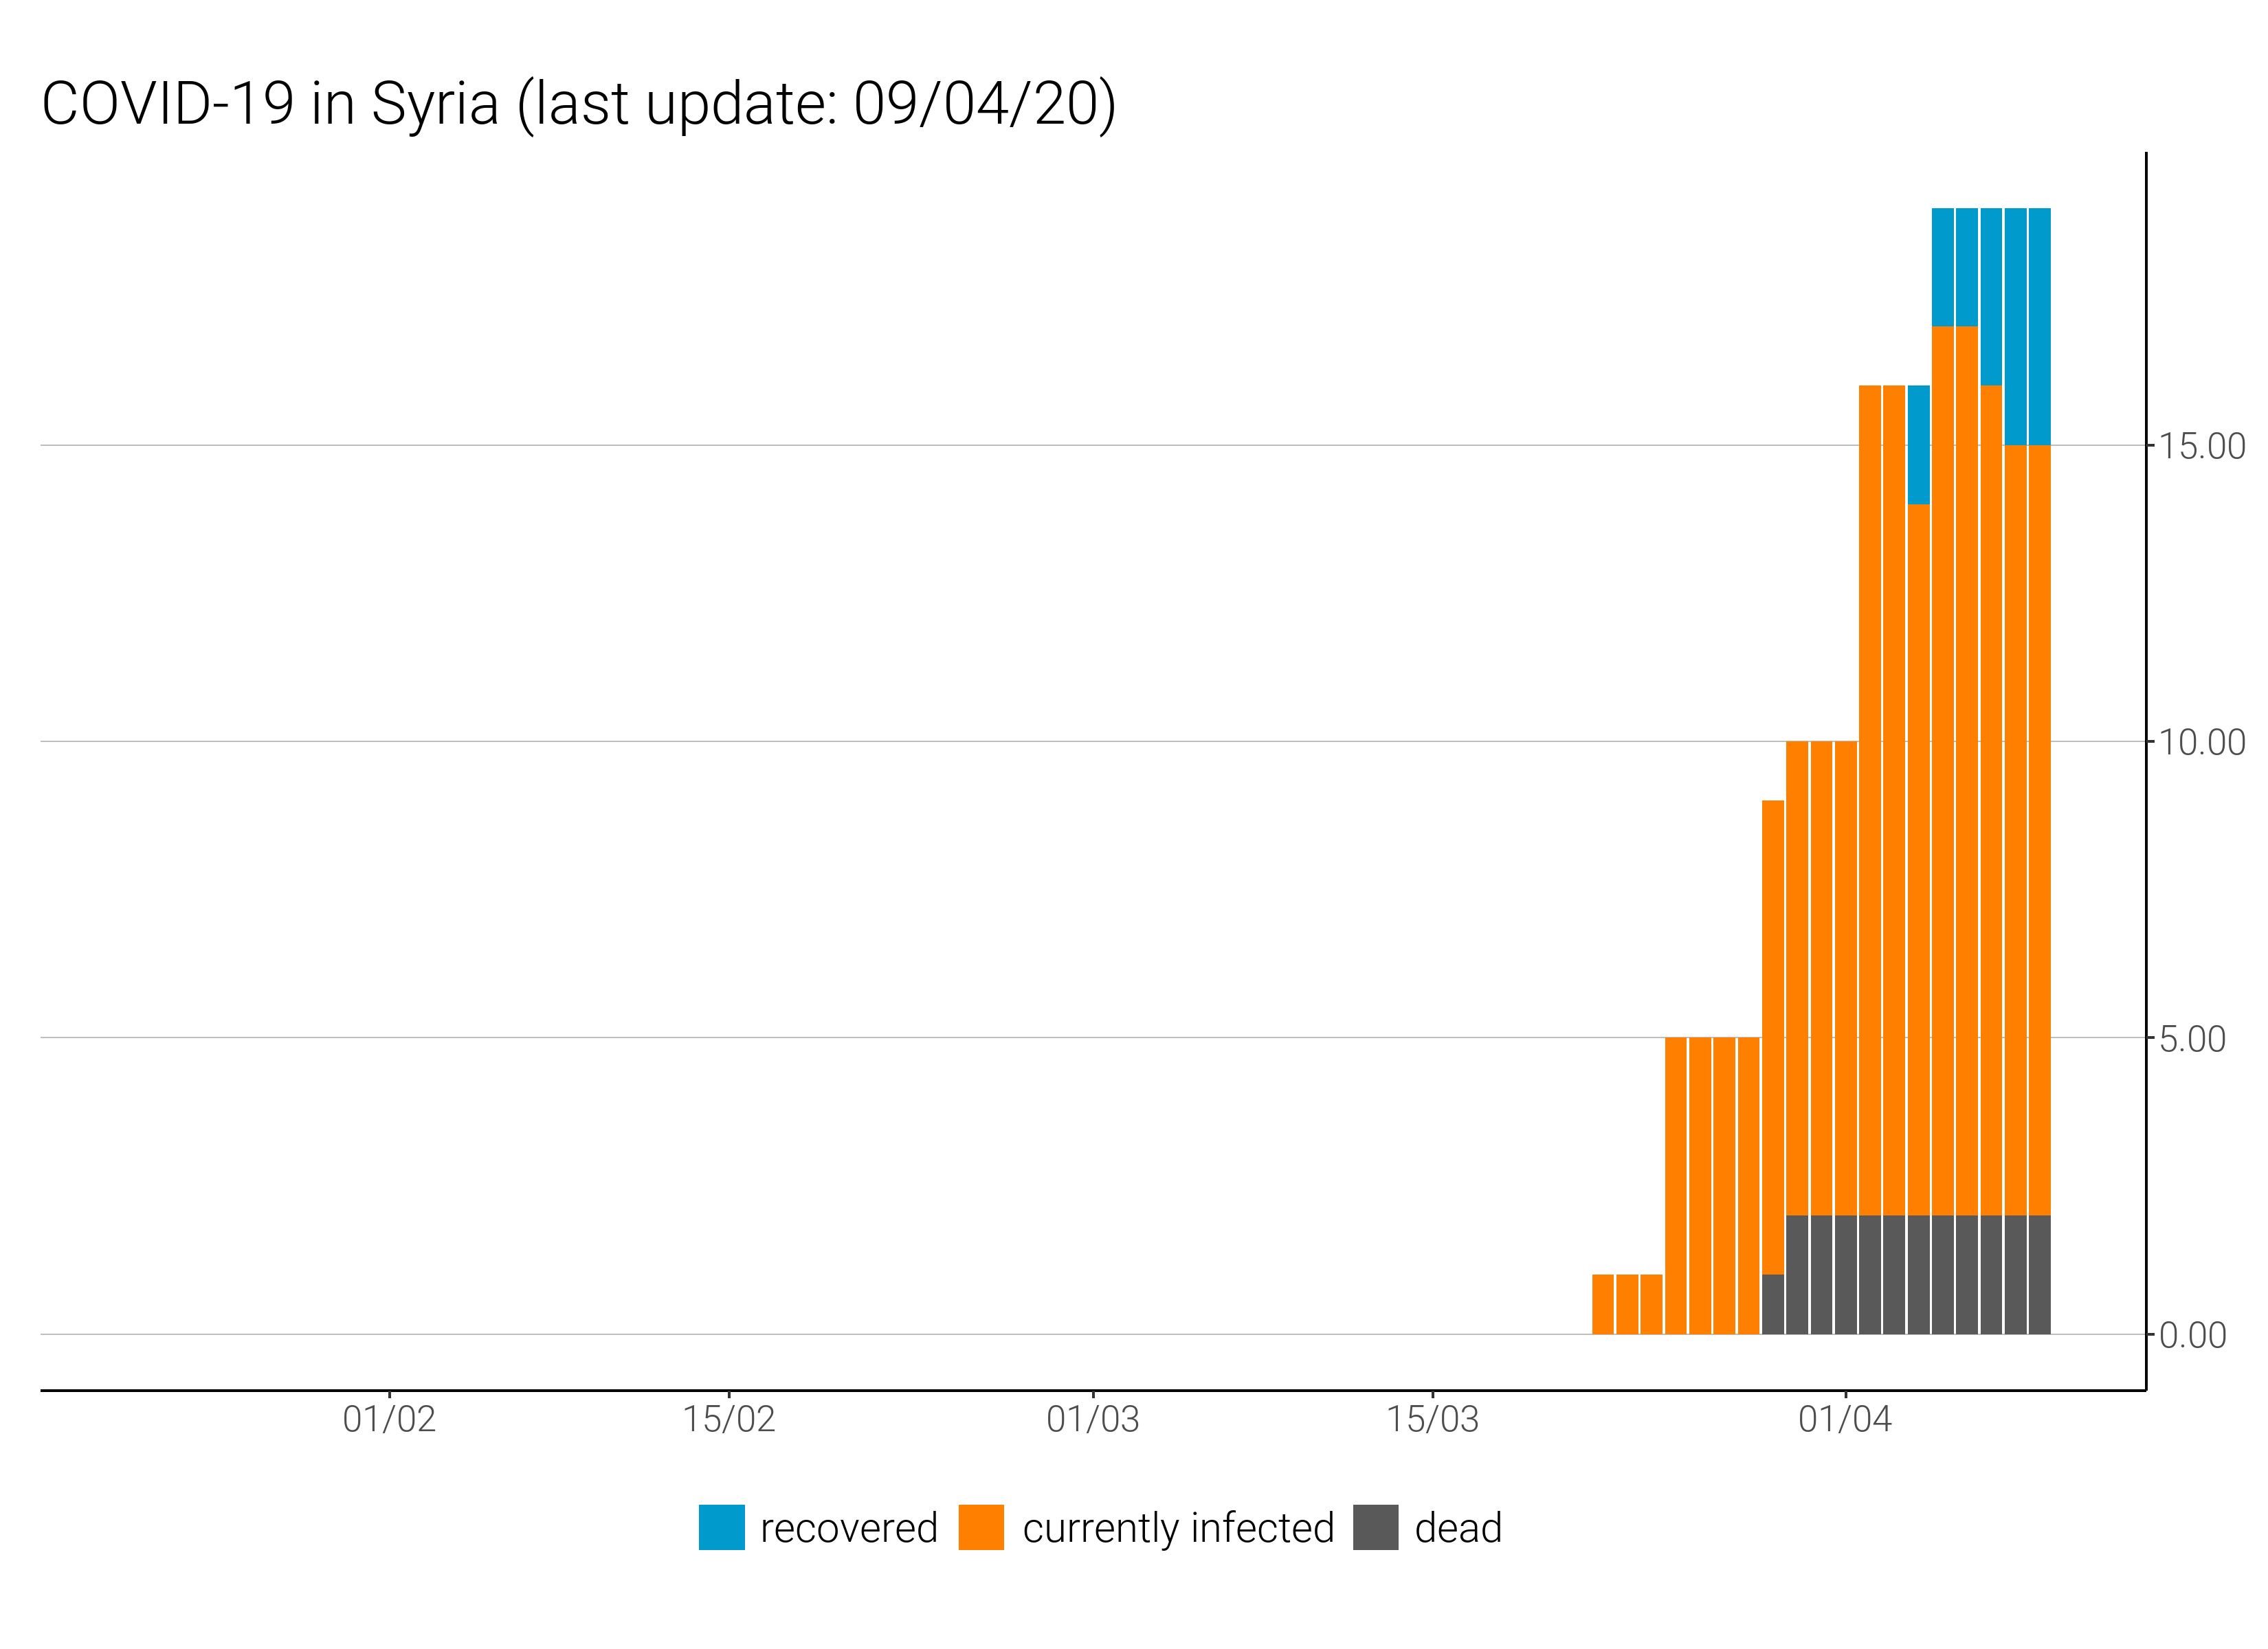 COVID-19 in Syria (last update: 09/04/20)
15.00
10.00
5.00
0.00
01/02 15/02 01/03 15/03 01/04
recovered currently infected dead